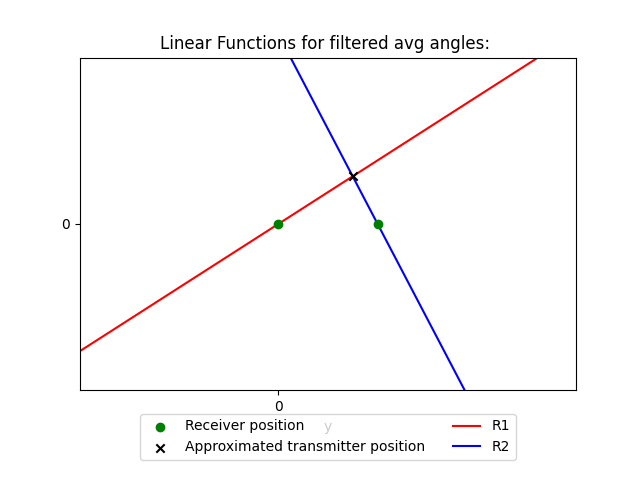 Linear Functions for filtered avg angles:
0
0
y
Receiver position
Approximated transmitter position
R1
R2